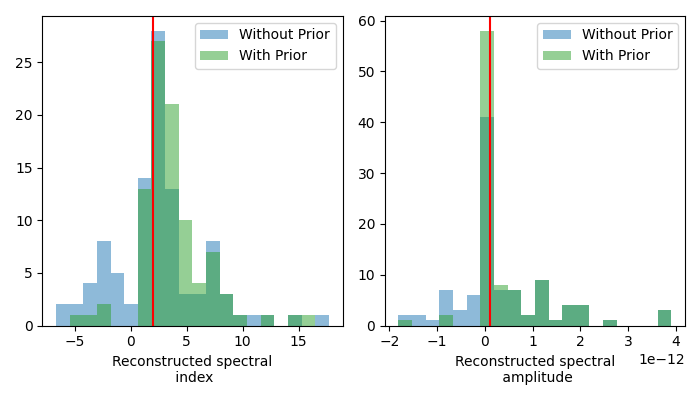 Without Prior
With Prior
0
5
10
15
20
25
−5
0
5
10
15
Reconstructed spectral
index
Without Prior
With Prior
0
10
20
30
40
50
60
−2
−1
0
1
2
3
4
1e−12
Reconstructed spectral
amplitude